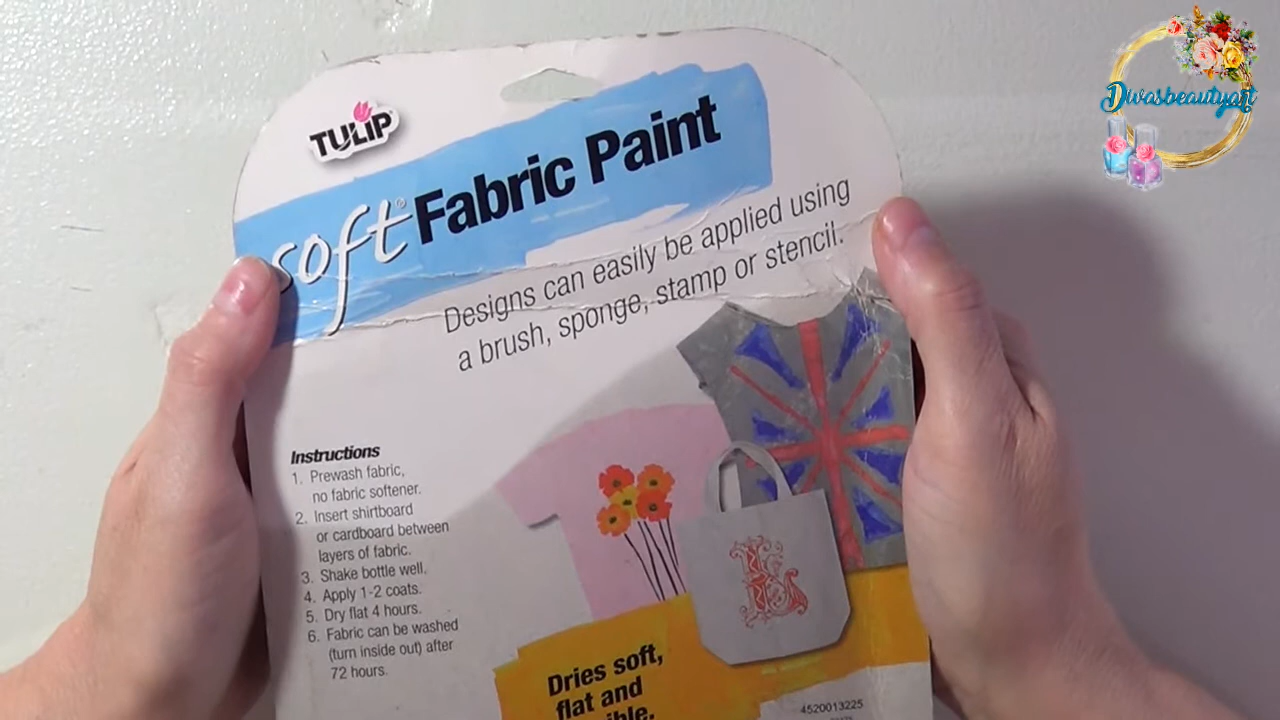 Divasbeautyart
TULIP
soft® Fabric Paint
Designs can easily be applied using
a brush, sponge, stamp or stencil.
Instructions
1. Prewash fabric,
no fabric softener.
2. Insert shirtboard
or cardboard between
layers of fabric.
3. Shake bottle well.
4. Apply 1-2 coats.
5. Dry flat 4 hours.
6. Fabric can be washed
(turn inside out) after
72 hours.
Dries soft,
flat and
4520013225